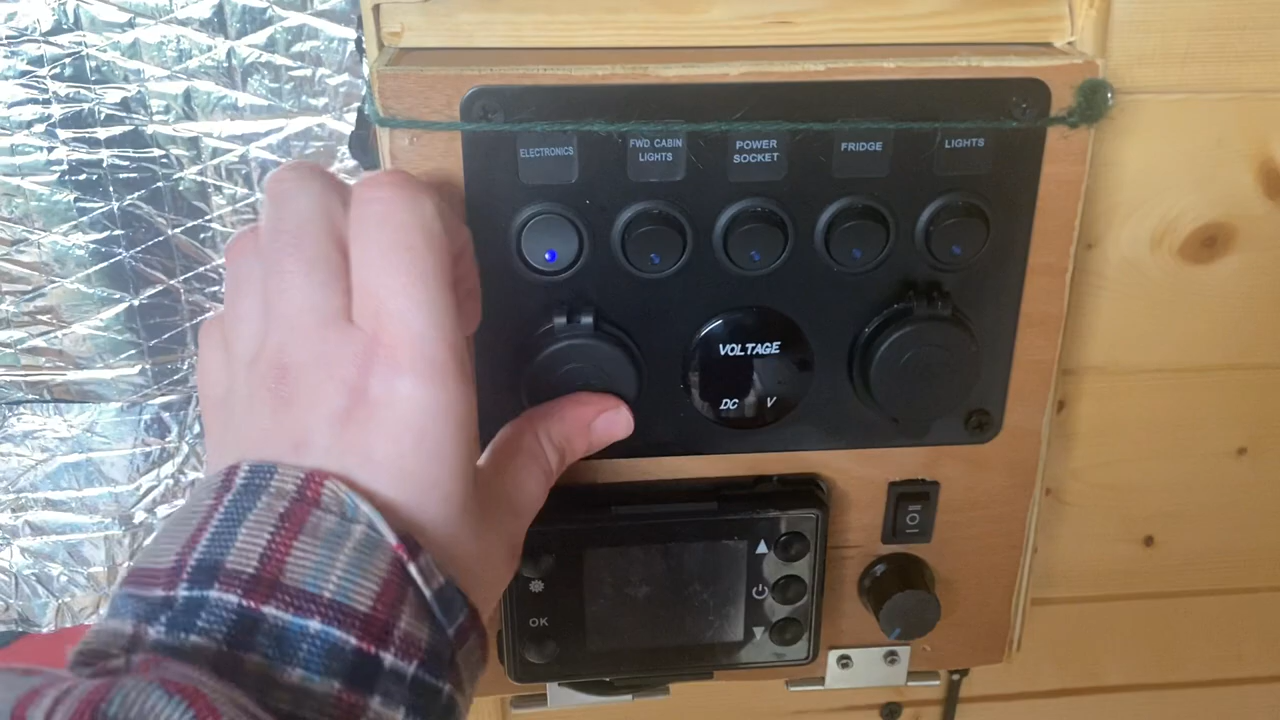 ELECTRONICS
FWD CABIN
LIGHTS
POWER
SOCKET
FRIDGE
LIGHTS
VOLTAGE
DC V
OK